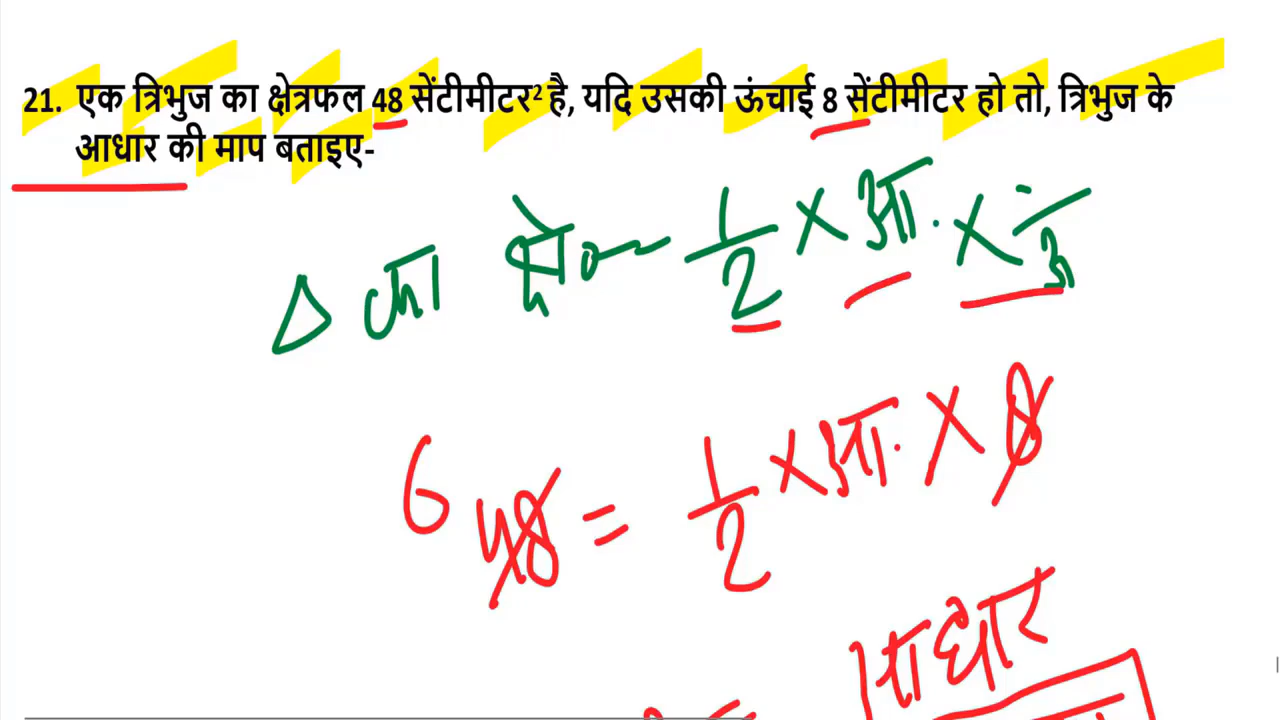 21. एक त्रिभुज का क्षेत्रफल 48 सेंटीमीटर² है, यदि उसकी ऊंचाई 8 सेंटीमीटर हो तो, त्रिभुज के
आधार की माप बताइए-
Δ का क्षे० = 1/2 × आ. × ऊं
6 48 = 1/2 × आ. × 8
आधार